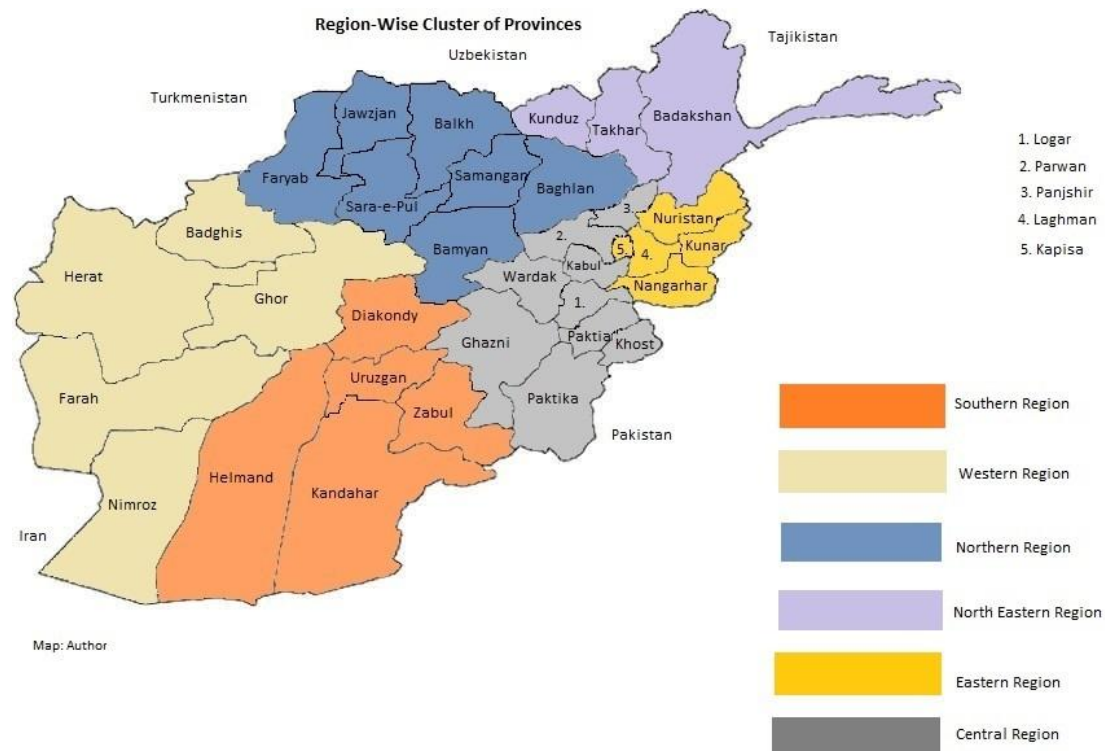 Region-Wise Cluster of Provinces
Uzbekistan
Tajikistan
Turkmenistan
Jawzjan
Balkh
Kunduz
Takhar
Badakshan
Faryab
Sara-e-Pul
Samangan
Baghlan
Bamyan
Badghis
Herat
Ghor
Farah
Nimroz
Diakondy
Uruzgan
Zabul
Helmand
Kandahar
3.
2.
5.
4.
Nuristan
Kunar
Nangarhar
Wardak
Kabul
1.
Ghazni
Paktia
Khost
Paktika
Pakistan
Iran
1. Logar
2. Parwan
3. Panjshir
4. Laghman
5. Kapisa
Southern Region
Western Region
Northern Region
North Eastern Region
Eastern Region
Central Region
Map: Author